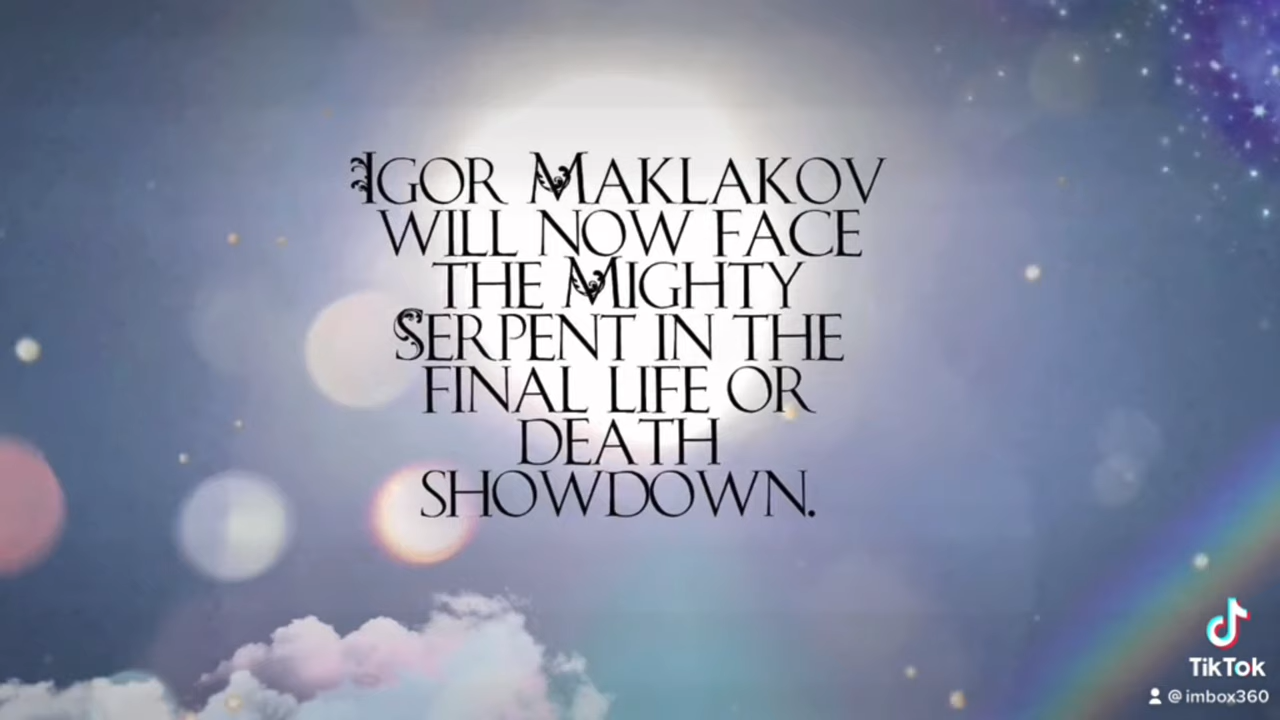 Igor Maklakov
will now face
the Mighty
Serpent in the
final life or
death
showdown.
TikTok
@imbox360